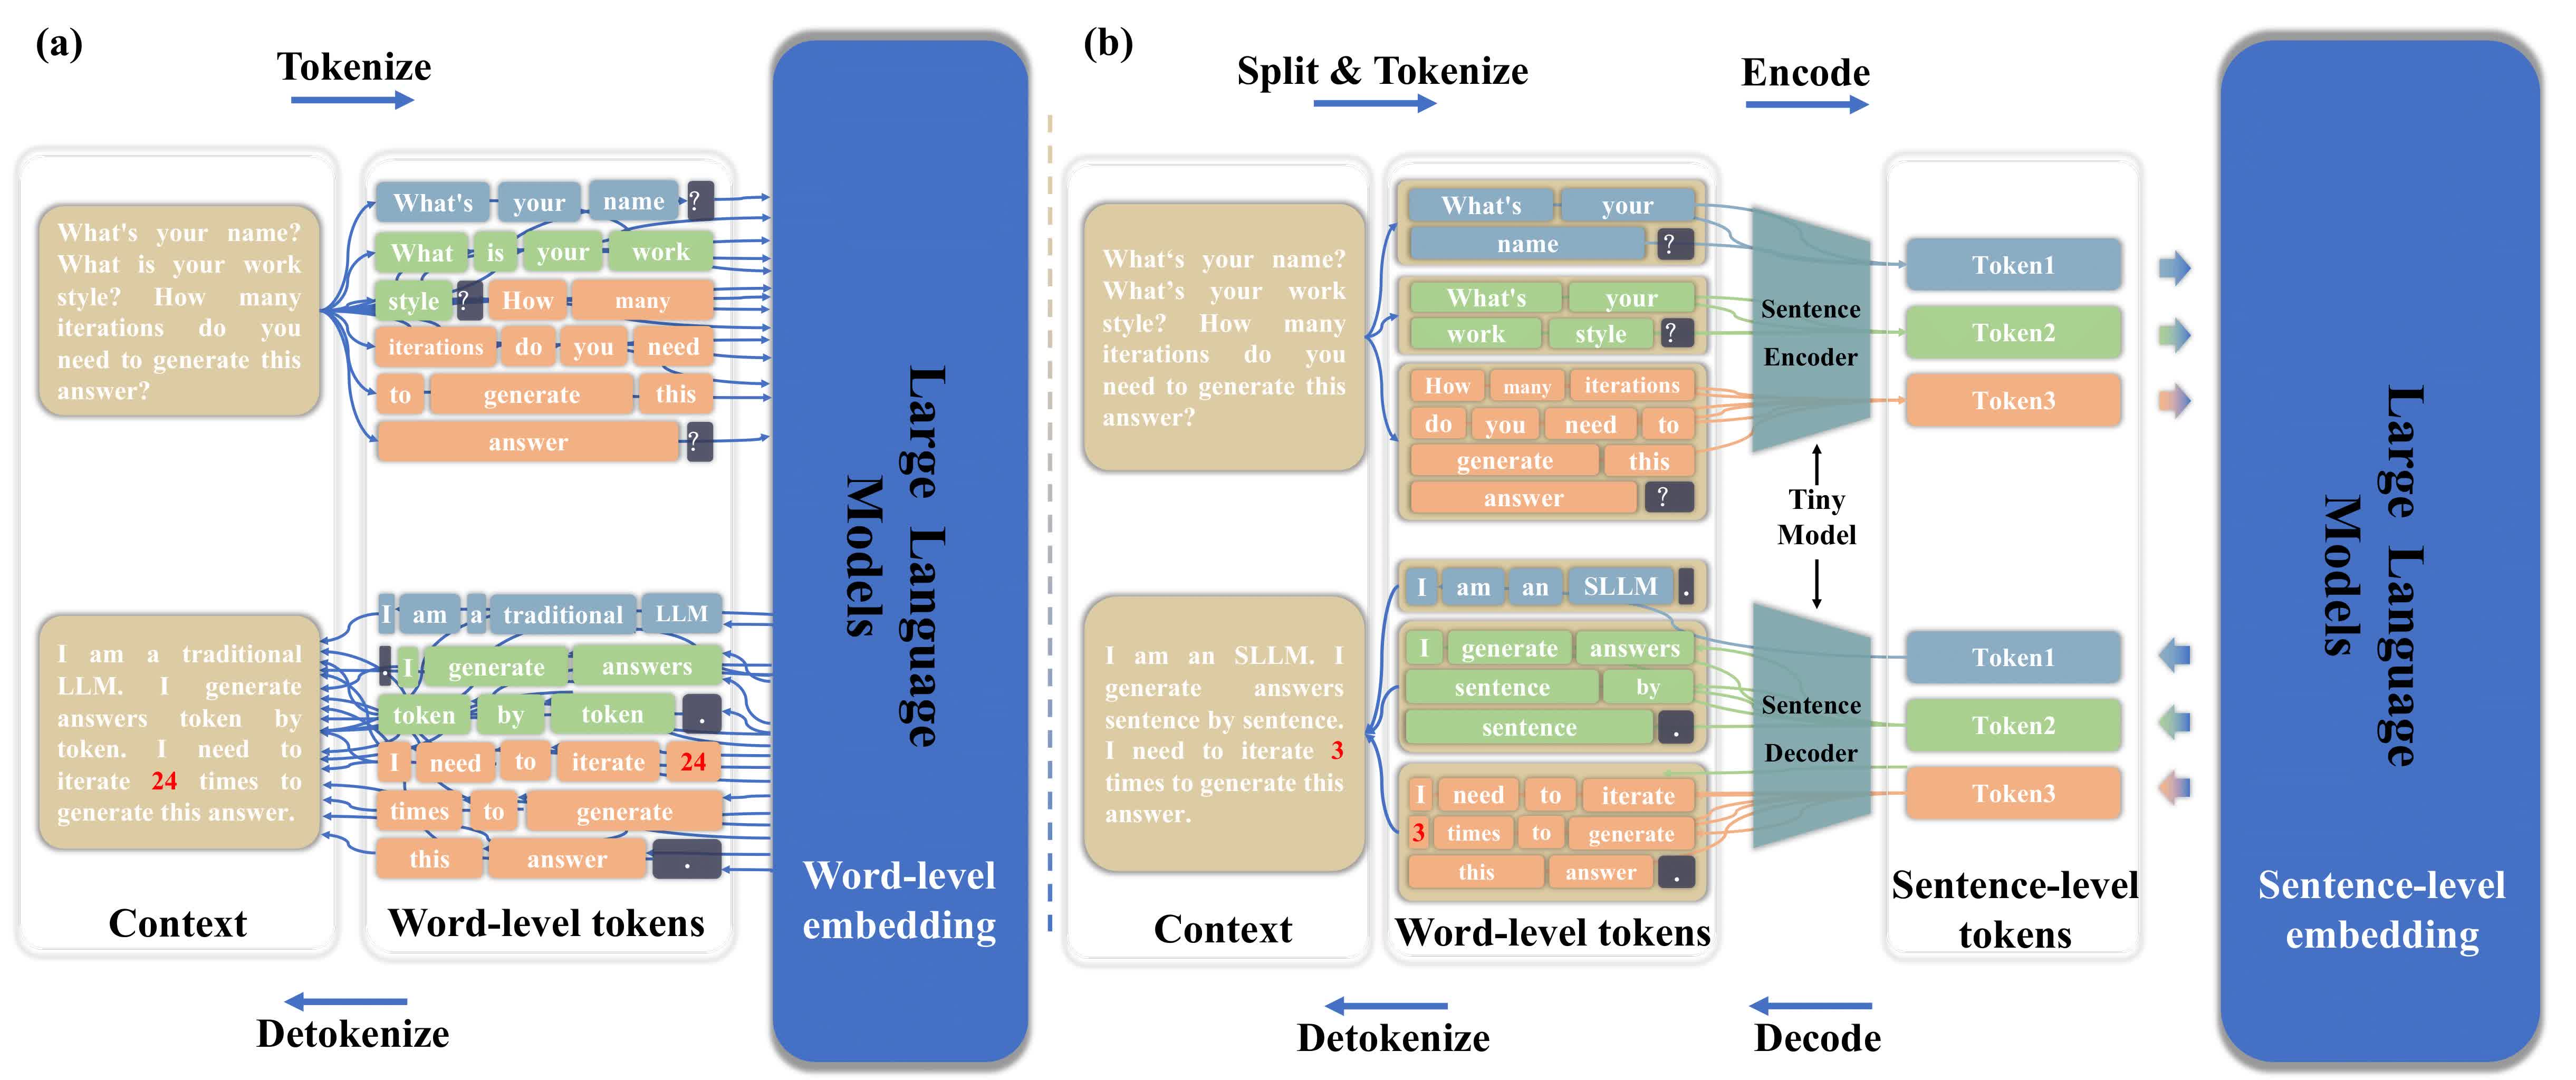 (a)
Tokenize
What's your name?
What is your work
style? How many
iterations do you
need to generate this
answer?
What's your name ?
What is your work
style ? How many
iterations do you need
to generate this
answer ?
I am a traditional
LLM. I generate
answers token by
token. I need to
iterate 24 times to
generate this answer.
I am a traditional LLM
. I generate answers
token by token .
I need to iterate 24
times to generate
this answer .
Context
Word-level tokens
Detokenize
Large Language
Models
Word-level
embedding
(b)
Split & Tokenize
Encode
What‘s your name?
What’s your work
style? How many
iterations do you
need to generate this
answer?
What's your
name ?
What's your
work style ?
How many iterations
do you need to
generate this
answer ?
Sentence
Encoder
Token1
Token2
Token3
Tiny
Model
I am an SLLM. I
generate answers
sentence by sentence.
I need to iterate 3
times to generate this
answer.
I am an SLLM .
I generate answers
sentence by
sentence .
I need to iterate
3 times to generate
this answer .
Sentence
Decoder
Token1
Token2
Token3
Context
Word-level tokens
Sentence-level
tokens
Detokenize
Decode
Large Language
Models
Sentence-level
embedding